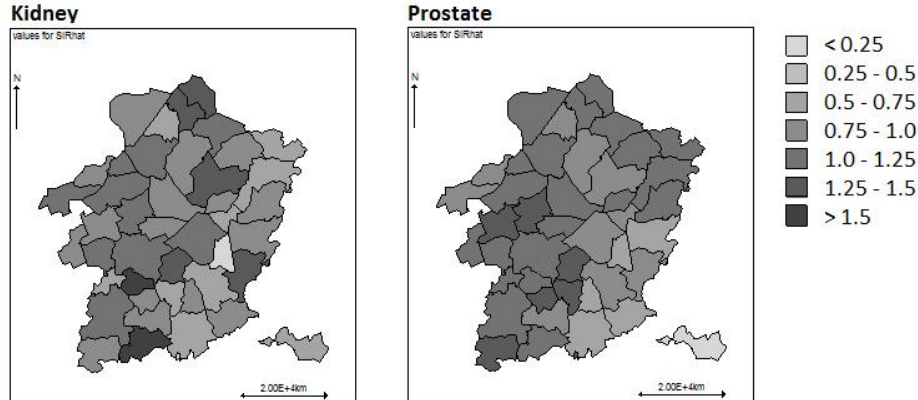 Kidney
values for SIRhat
N
2.00E+4km
Prostate
values for SIRhat
N
2.00E+4km
< 0.25
0.25 - 0.5
0.5 - 0.75
0.75 - 1.0
1.0 - 1.25
1.25 - 1.5
> 1.5